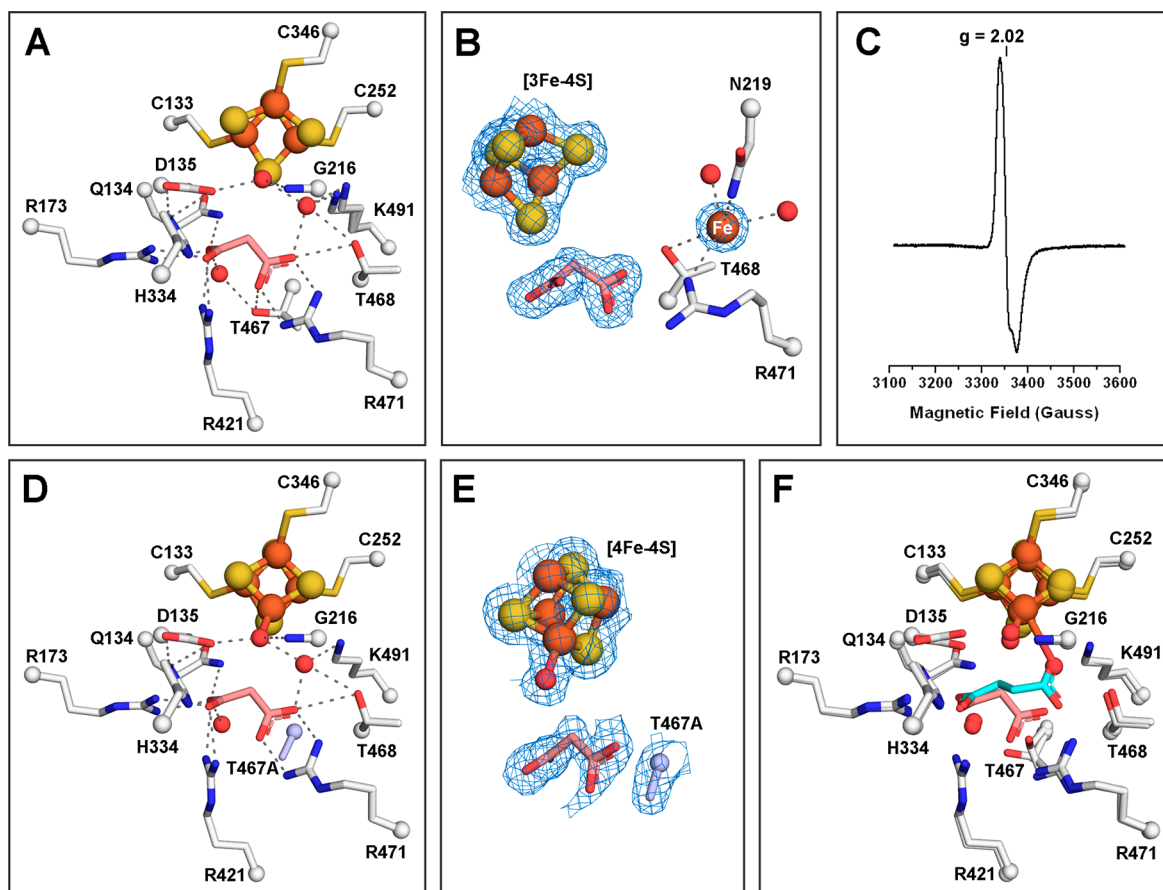 A
C346
C133
C252
D135
G216
Q134
R173
K491
H334
T468
T467
R471
R421
B
[3Fe-4S]
N219
Fe
T468
R471
C
g = 2.02
3100 3200 3300 3400 3500 3600
Magnetic Field (Gauss)
D
C346
C133
C252
D135
G216
Q134
R173
K491
H334
T468
T467A
R471
R421
E
[4Fe-4S]
T467A
F
C346
C133
C252
D135
G216
Q134
R173
K491
H334
T468
T467
R471
R421